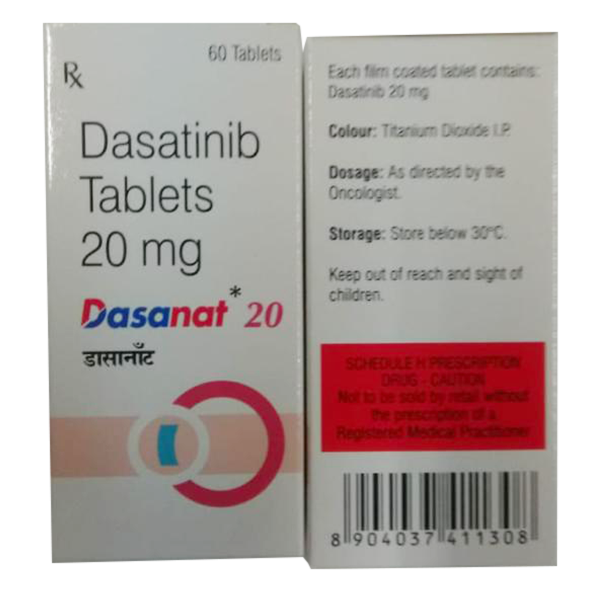 Rx
60 Tablets
Dasatinib
Tablets
20 mg
Dasanat* 20
डासानॉट
Each film coated tablet contains:
Dasatinib 20 mg
Colour: Titanium Dioxide I.P.
Dosage: As directed by the
Oncologist.
Storage: Store below 30°C.
Keep out of reach and sight of
children.
SCHEDULE H PRESCRIPTION
DRUG - CAUTION
Not to be sold by retail without
the prescription of a
Registered Medical Practitioner
8 904037 411308